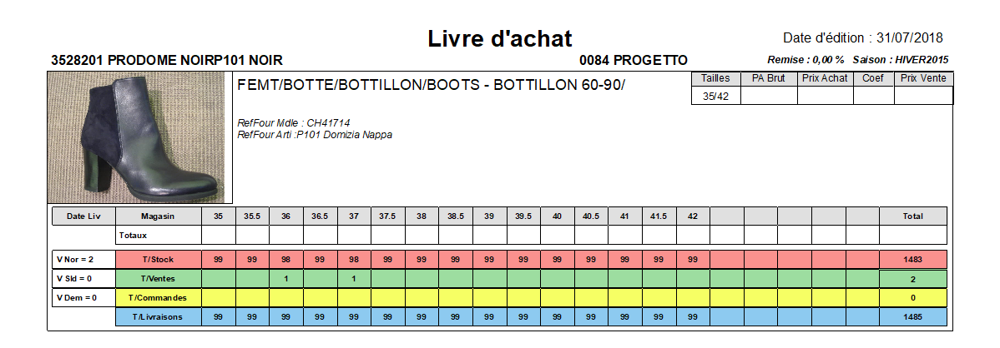 Livre d'achat
Date d'édition : 31/07/2018
3528201 PRODOME NOIRP101 NOIR 0084 PROGETTO Remise : 0,00 % Saison : HIVER2015
FEMT/BOTTE/BOTTILLON/BOOTS - BOTTILLON 60-90/
Tailles PA Brut Prix Achat Coef Prix Vente
35/42
RefFour Mdle : CH41714
RefFour Arti :P101 Domizia Nappa
Date Liv Magasin 35 35.5 36 36.5 37 37.5 38 38.5 39 39.5 40 40.5 41 41.5 42 Total
Totaux
V Nor = 2 T/Stock 99 99 98 99 98 99 99 99 99 99 99 99 99 99 99 1483
V Sld = 0 T/Ventes 1 1 2
V Dem = 0 T/Commandes 0
T/Livraisons 99 99 99 99 99 99 99 99 99 99 99 99 99 99 99 1485